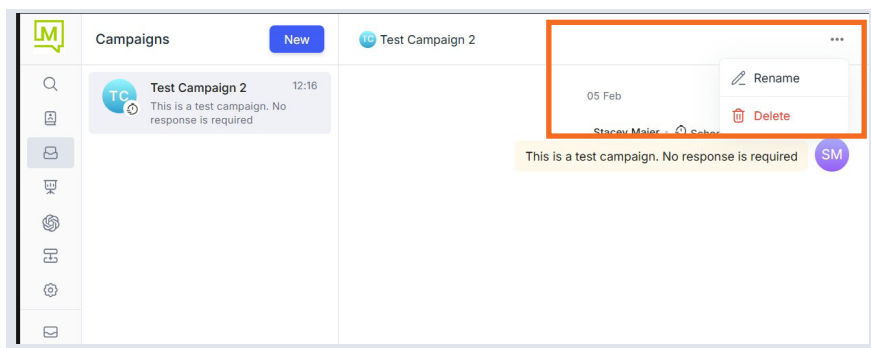 M
Campaigns
New
TC Test Campaign 2
TC
Test Campaign 2 12:16
This is a test campaign. No
response is required
05 Feb
Rename
Delete
Stacey Maier
This is a test campaign. No response is required
SM